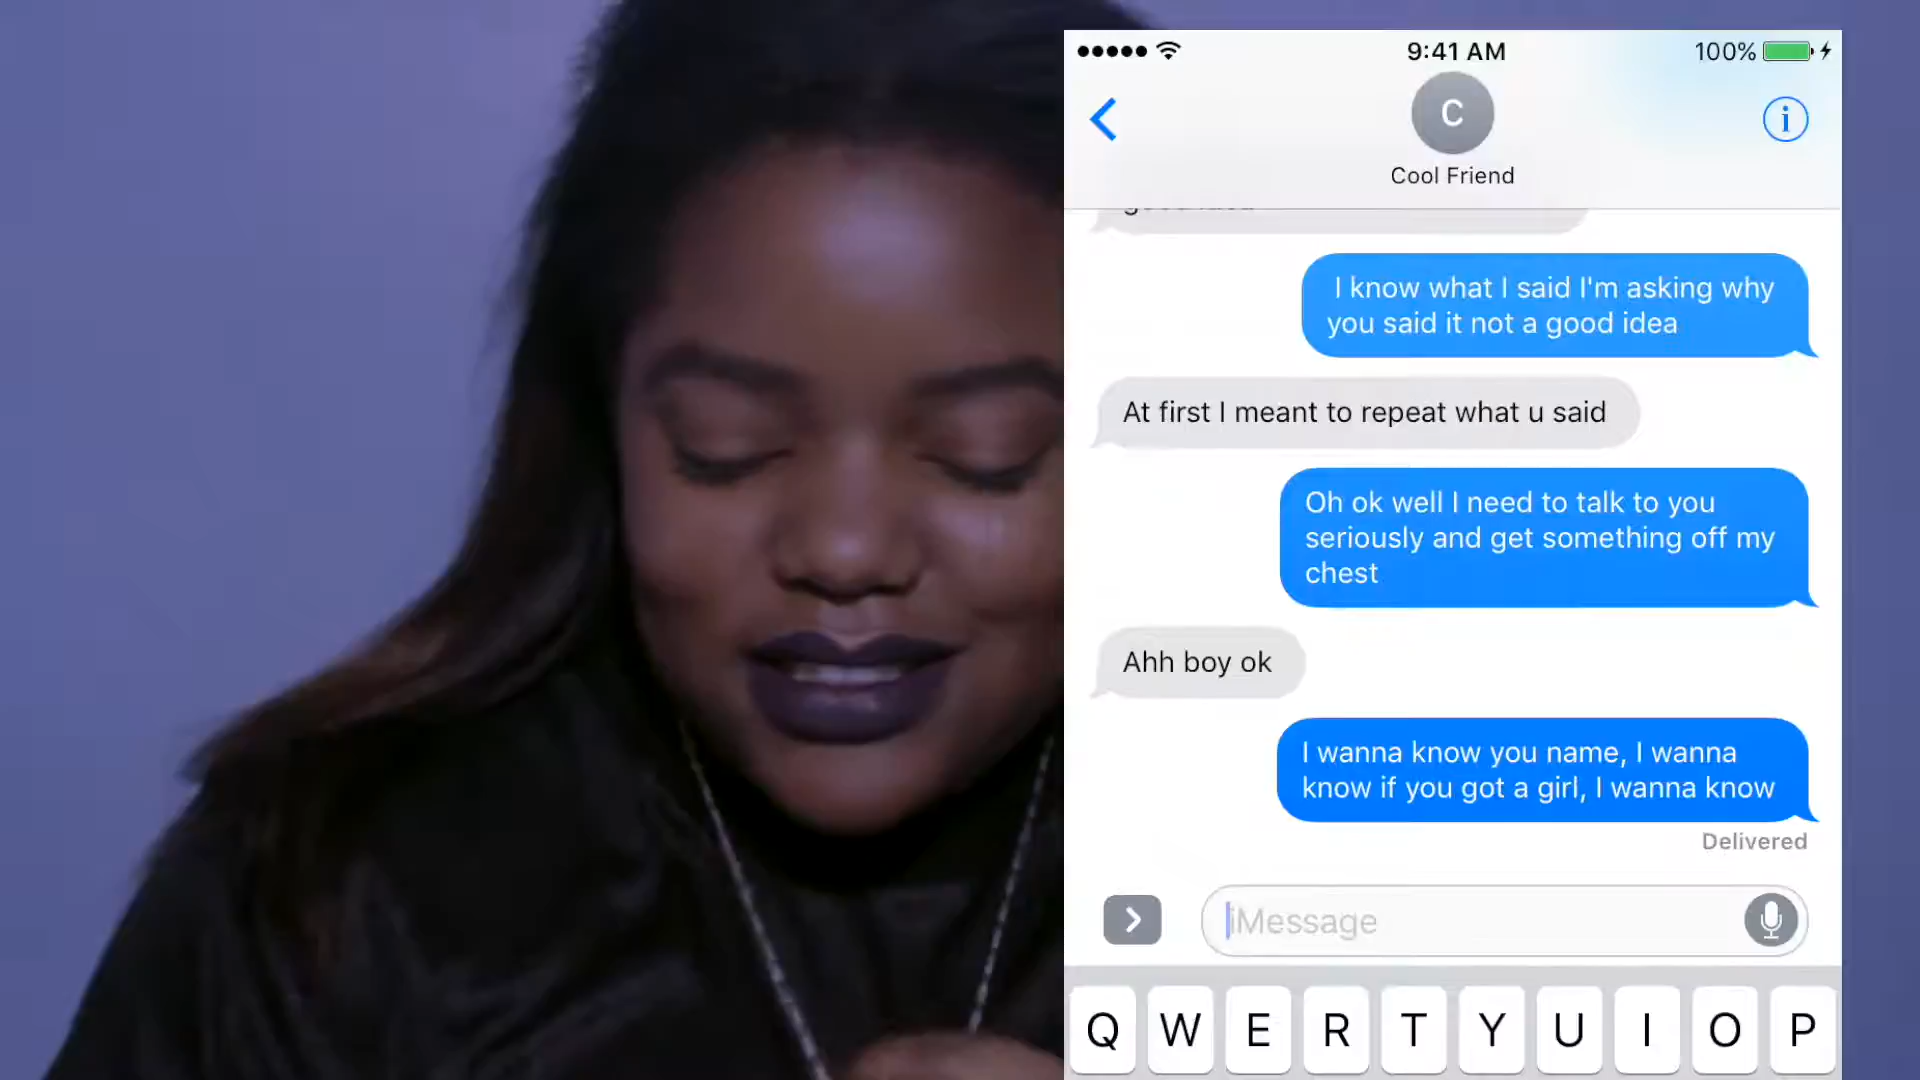 9:41 AM
100%
C
Cool Friend
I know what I said I'm asking why
you said it not a good idea
At first I meant to repeat what u said
Oh ok well I need to talk to you
seriously and get something off my
chest
Ahh boy ok
I wanna know you name, I wanna
know if you got a girl, I wanna know
Delivered
iMessage
Q W E R T Y U I O P